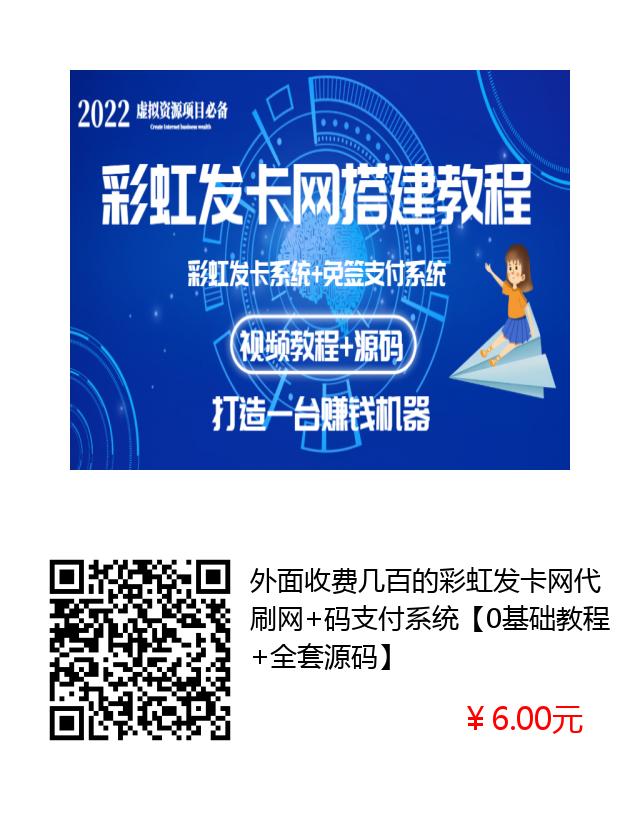 2022 虚拟资源项目必备
Create Internet business wealth
彩虹发卡网搭建教程
彩虹发卡系统+免签支付系统
视频教程+源码
打造一台赚钱机器
外面收费几百的彩虹发卡网代
刷网+码支付系统【0基础教程
+全套源码】
¥6.00元